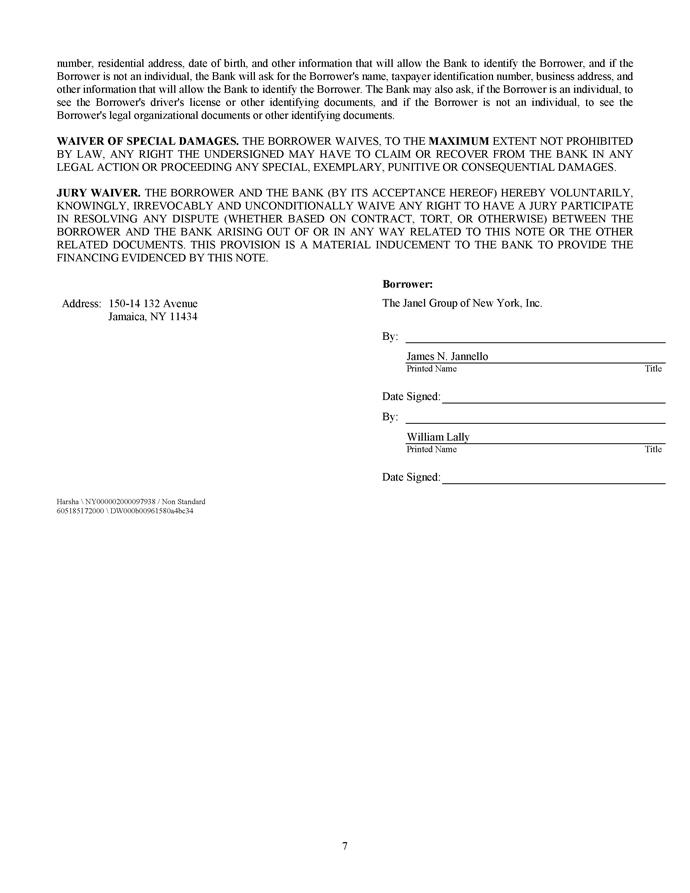 number, residential address, date of birth, and other information that will allow the Bank to identify the Borrower, and if the
Borrower is not an individual, the Bank will ask for the Borrower's name, taxpayer identification number, business address, and
other information that will allow the Bank to identify the Borrower. The Bank may also ask, if the Borrower is an individual, to
see the Borrower's driver's license or other identifying documents, and if the Borrower is not an individual, to see the
Borrower's legal organizational documents or other identifying documents.
WAIVER OF SPECIAL DAMAGES. THE BORROWER WAIVES, TO THE MAXIMUM EXTENT NOT PROHIBITED
BY LAW, ANY RIGHT THE UNDERSIGNED MAY HAVE TO CLAIM OR RECOVER FROM THE BANK IN ANY
LEGAL ACTION OR PROCEEDING ANY SPECIAL, EXEMPLARY, PUNITIVE OR CONSEQUENTIAL DAMAGES.
JURY WAIVER. THE BORROWER AND THE BANK (BY ITS ACCEPTANCE HEREOF) HEREBY VOLUNTARILY,
KNOWINGLY, IRREVOCABLY AND UNCONDITIONALLY WAIVE ANY RIGHT TO HAVE A JURY PARTICIPATE
IN RESOLVING ANY DISPUTE (WHETHER BASED ON CONTRACT, TORT, OR OTHERWISE) BETWEEN THE
BORROWER AND THE BANK ARISING OUT OF OR IN ANY WAY RELATED TO THIS NOTE OR THE OTHER
RELATED DOCUMENTS. THIS PROVISION IS A MATERIAL INDUCEMENT TO THE BANK TO PROVIDE THE
FINANCING EVIDENCED BY THIS NOTE.
Borrower:
Address: 150-14 132 Avenue
Jamaica, NY 11434
The Janel Group of New York, Inc.
By:
James N. Jannello
Printed Name Title
Date Signed:
By:
William Lally
Printed Name Title
Date Signed:
Harsha \ NY000002000097938 / Non Standard
605185172000 \ DW000b00961580a4bc34
7